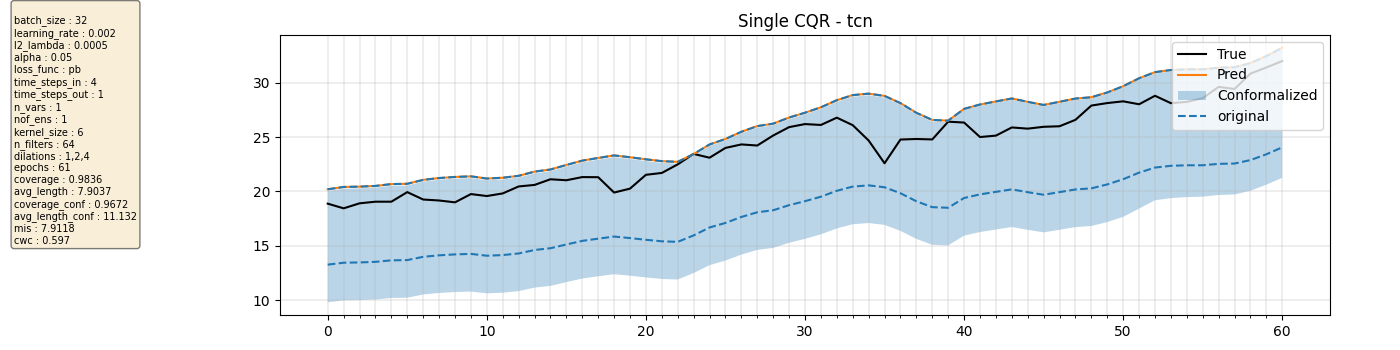 batch_size : 32
learning_rate : 0.002
l2_lambda : 0.0005
alpha : 0.05
loss_func : pb
time_steps_in : 4
time_steps_out : 1
n_vars : 1
nof_ens : 1
kernel_size : 6
n_filters : 64
dilations : 1,2,4
epochs : 61
coverage : 0.9836
avg_length : 7.9037
coverage_conf : 0.9672
avg_length_conf : 11.132
mis : 7.9118
cwc : 0.597
Single CQR - tcn
True
Pred
Conformalized
original
30
25
20
15
10
0 10 20 30 40 50 60